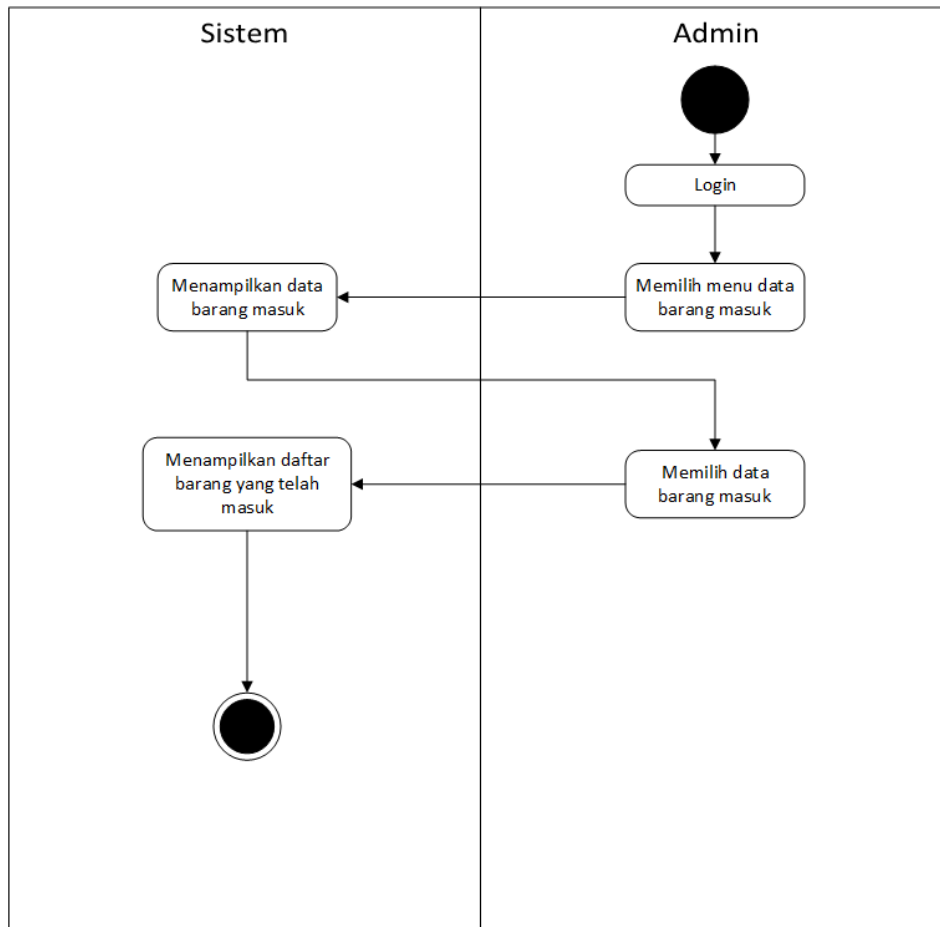 Sistem
Admin
Login
Memilih menu data
barang masuk
Menampilkan data
barang masuk
Memilih data
barang masuk
Menampilkan daftar
barang yang telah
masuk